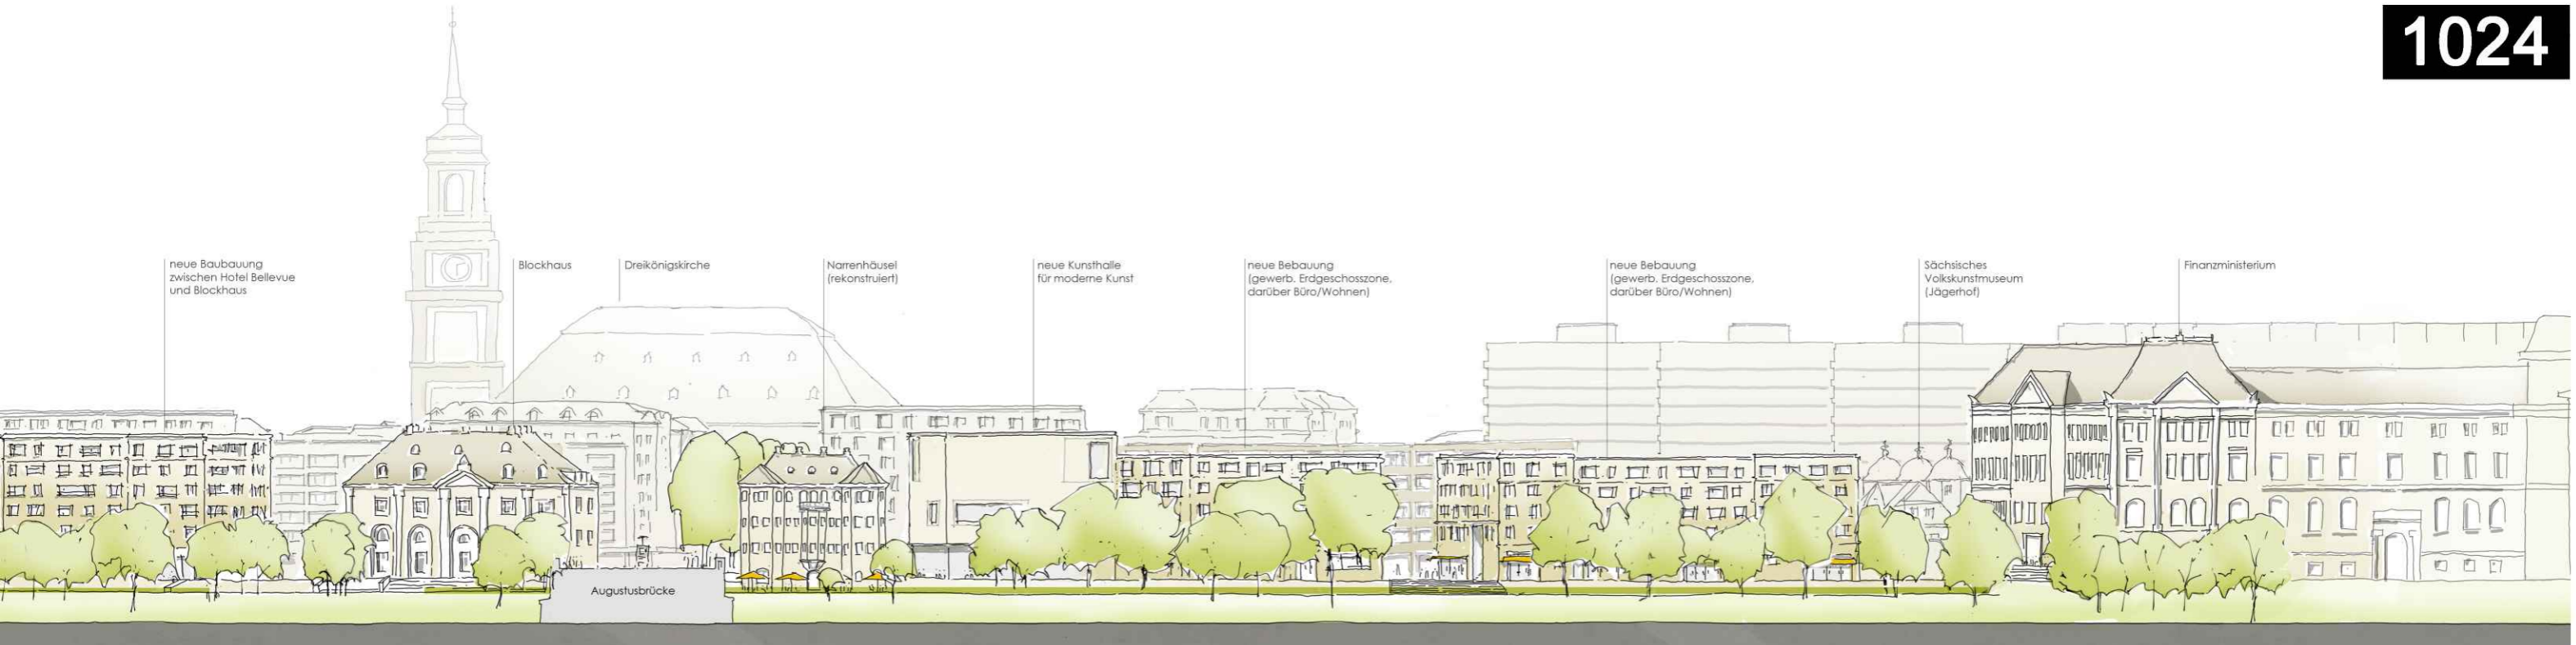 1024
neue Baubauung
zwischen Hotel Bellevue
und Blockhaus
Blockhaus
Dreikönigskirche
Narrenhäusel
(rekonstruiert)
neue Kunsthalle
für moderne Kunst
neue Bebauung
(gewerb. Erdgeschosszone,
darüber Büro/Wohnen)
neue Bebauung
(gewerb. Erdgeschosszone,
darüber Büro/Wohnen)
Sächsisches
Volkskunstmuseum
(Jägerhof)
Finanzministerium
Augustusbrücke